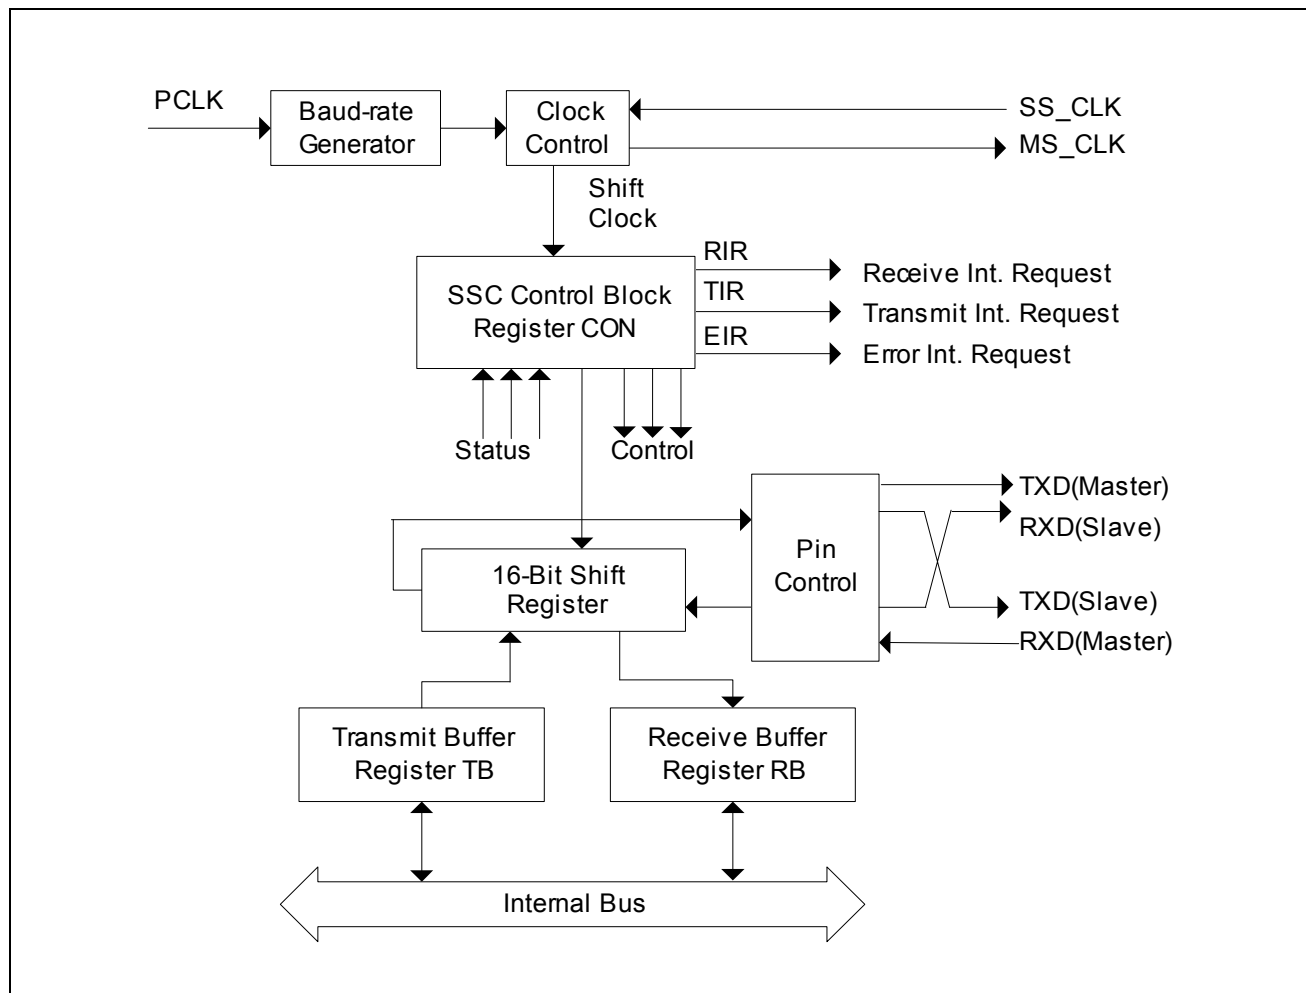 PCLK
Baud-rate
Generator
Clock
Control
SS_CLK
MS_CLK
Shift
Clock
SSC Control Block
Register CON
RIR
TIR
EIR
Receive Int. Request
Transmit Int. Request
Error Int. Request
Status
Control
16-Bit Shift
Register
Pin
Control
TXD(Master)
RXD(Slave)
TXD(Slave)
RXD(Master)
Transmit Buffer
Register TB
Receive Buffer
Register RB
Internal Bus